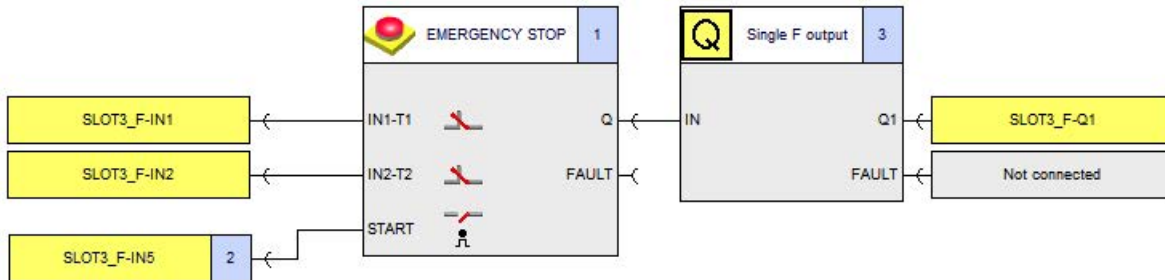 EMERGENCY STOP 1
Q Single F output 3
SLOT3_F-IN1
IN1-T1
Q
IN
Q1
SLOT3_F-Q1
SLOT3_F-IN2
IN2-T2
FAULT
FAULT
Not connected
START
SLOT3_F-IN5 2